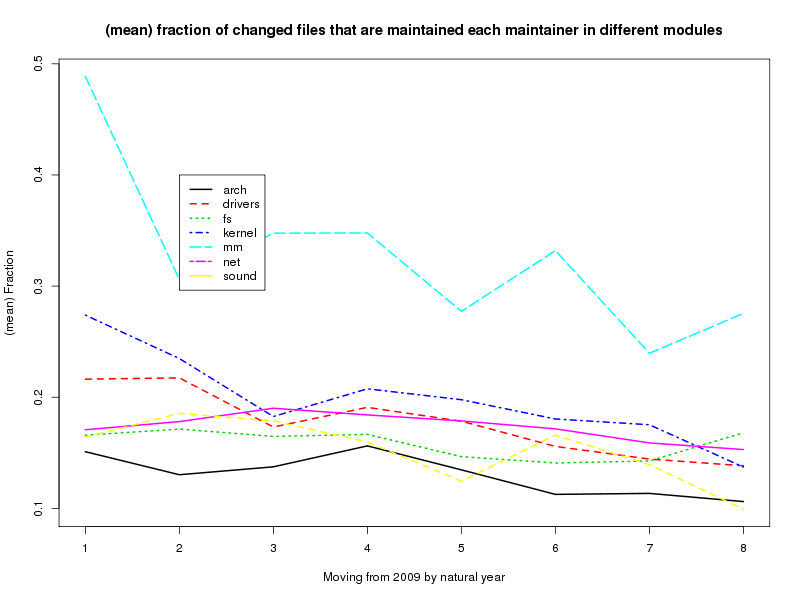 (mean) fraction of changed files that are maintained each maintainer in different modules
(mean) Fraction
0.5
0.4
0.3
0.2
0.1
arch
drivers
fs
kernel
mm
net
sound
1 2 3 4 5 6 7 8
Moving from 2009 by natural year